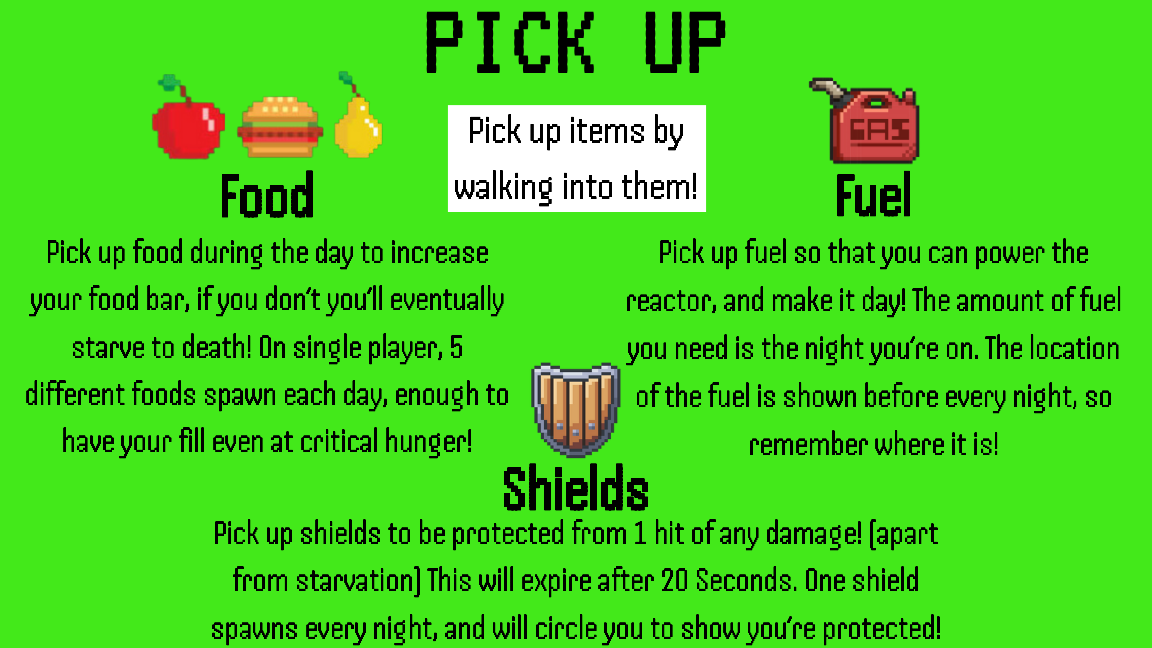 PICK UP
Pick up items by
walking into them!
GAS
Food
Pick up food during the day to increase
your food bar, if you don't you'll eventually
starve to death! On single player, 5
different foods spawn each day, enough to
have your fill even at critical hunger!
Fuel
Pick up fuel so that you can power the
reactor, and make it day! The amount of fuel
you need is the night you're on. The location
of the fuel is shown before every night, so
remember where it is!
Shields
Pick up shields to be protected from 1 hit of any damage! (apart
from starvation) This will expire after 20 Seconds. One shield
spawns every night, and will circle you to show you're protected!